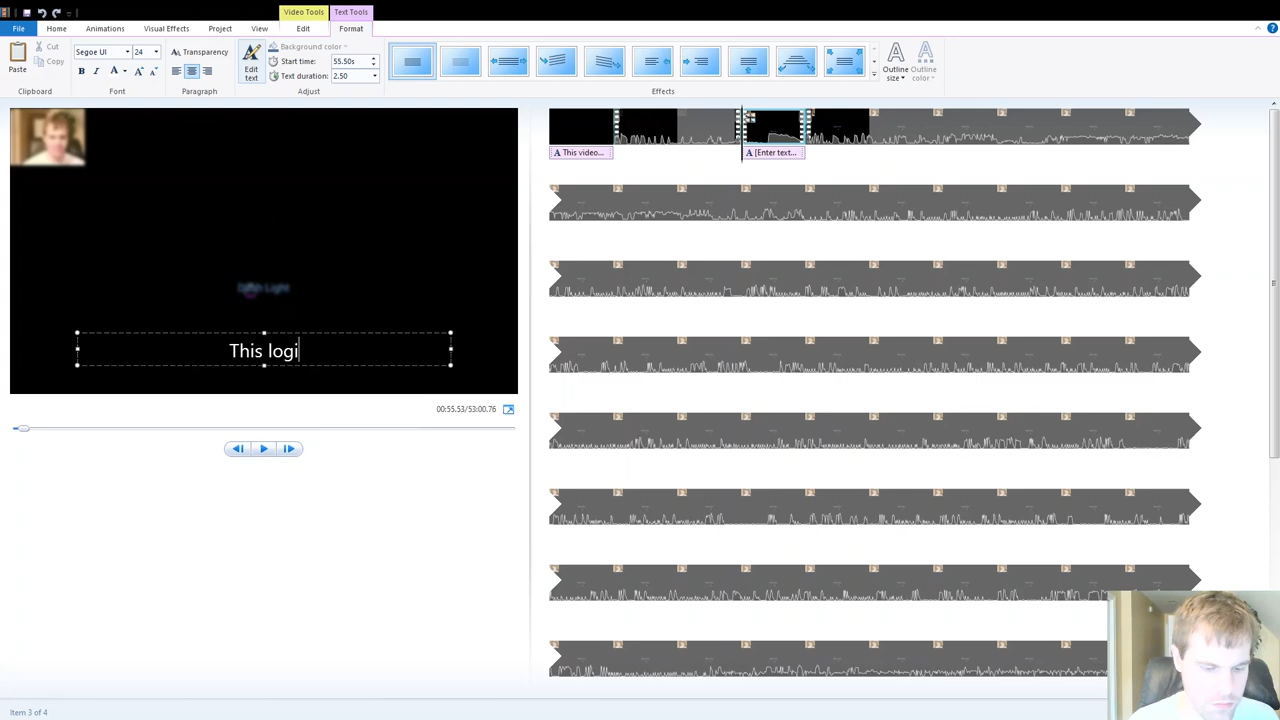 Video Tools
Text Tools
File
Home
Animations
Visual Effects
Project
View
Edit
Format
Paste
Cut
Copy
Clipboard
Segoe UI
24
B
I
A
A
A
Font
Transparency
Paragraph
Edit
text
Background color
Start time:
55.50s
Text duration:
2.50
Adjust
Effects
A
Outline
size
A
Outline
color
This logi
00:55.53/53:00.76
A This video...
A [Enter text...
Item 3 of 4